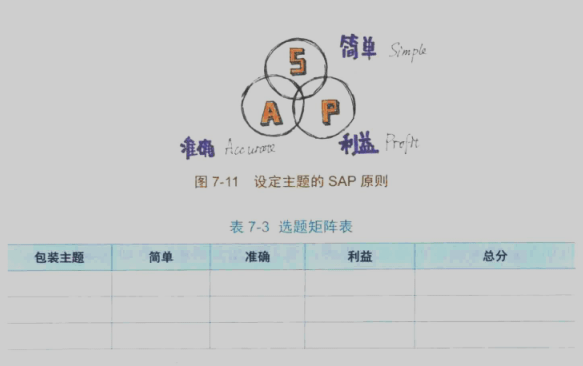 S 简单 Simple
A P
准确 Accurate 利益 Profit
图 7-11 设定主题的 SAP 原则
表 7-3 选题矩阵表
包装主题 简单 准确 利益 总分